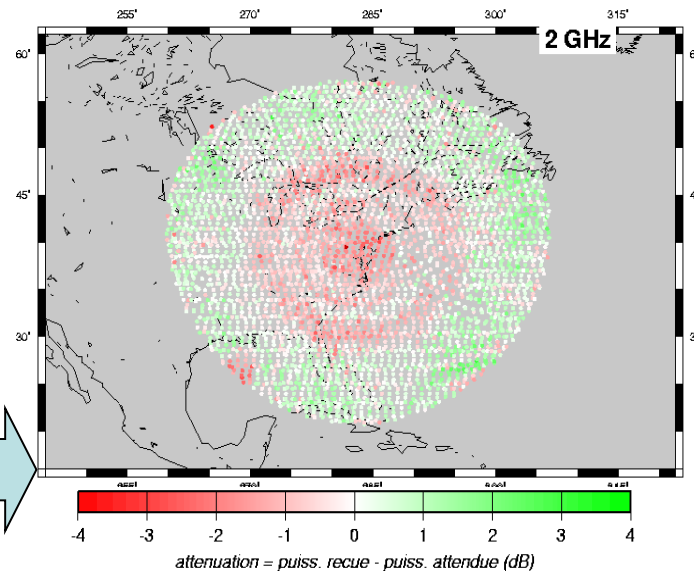 255˚ 270˚ 285˚ 300˚ 315˚
2 GHz
60˚
45˚
30˚
-4 -3 -2 -1 0 1 2 3 4
attenuation = puiss. recue - puiss. attendue (dB)